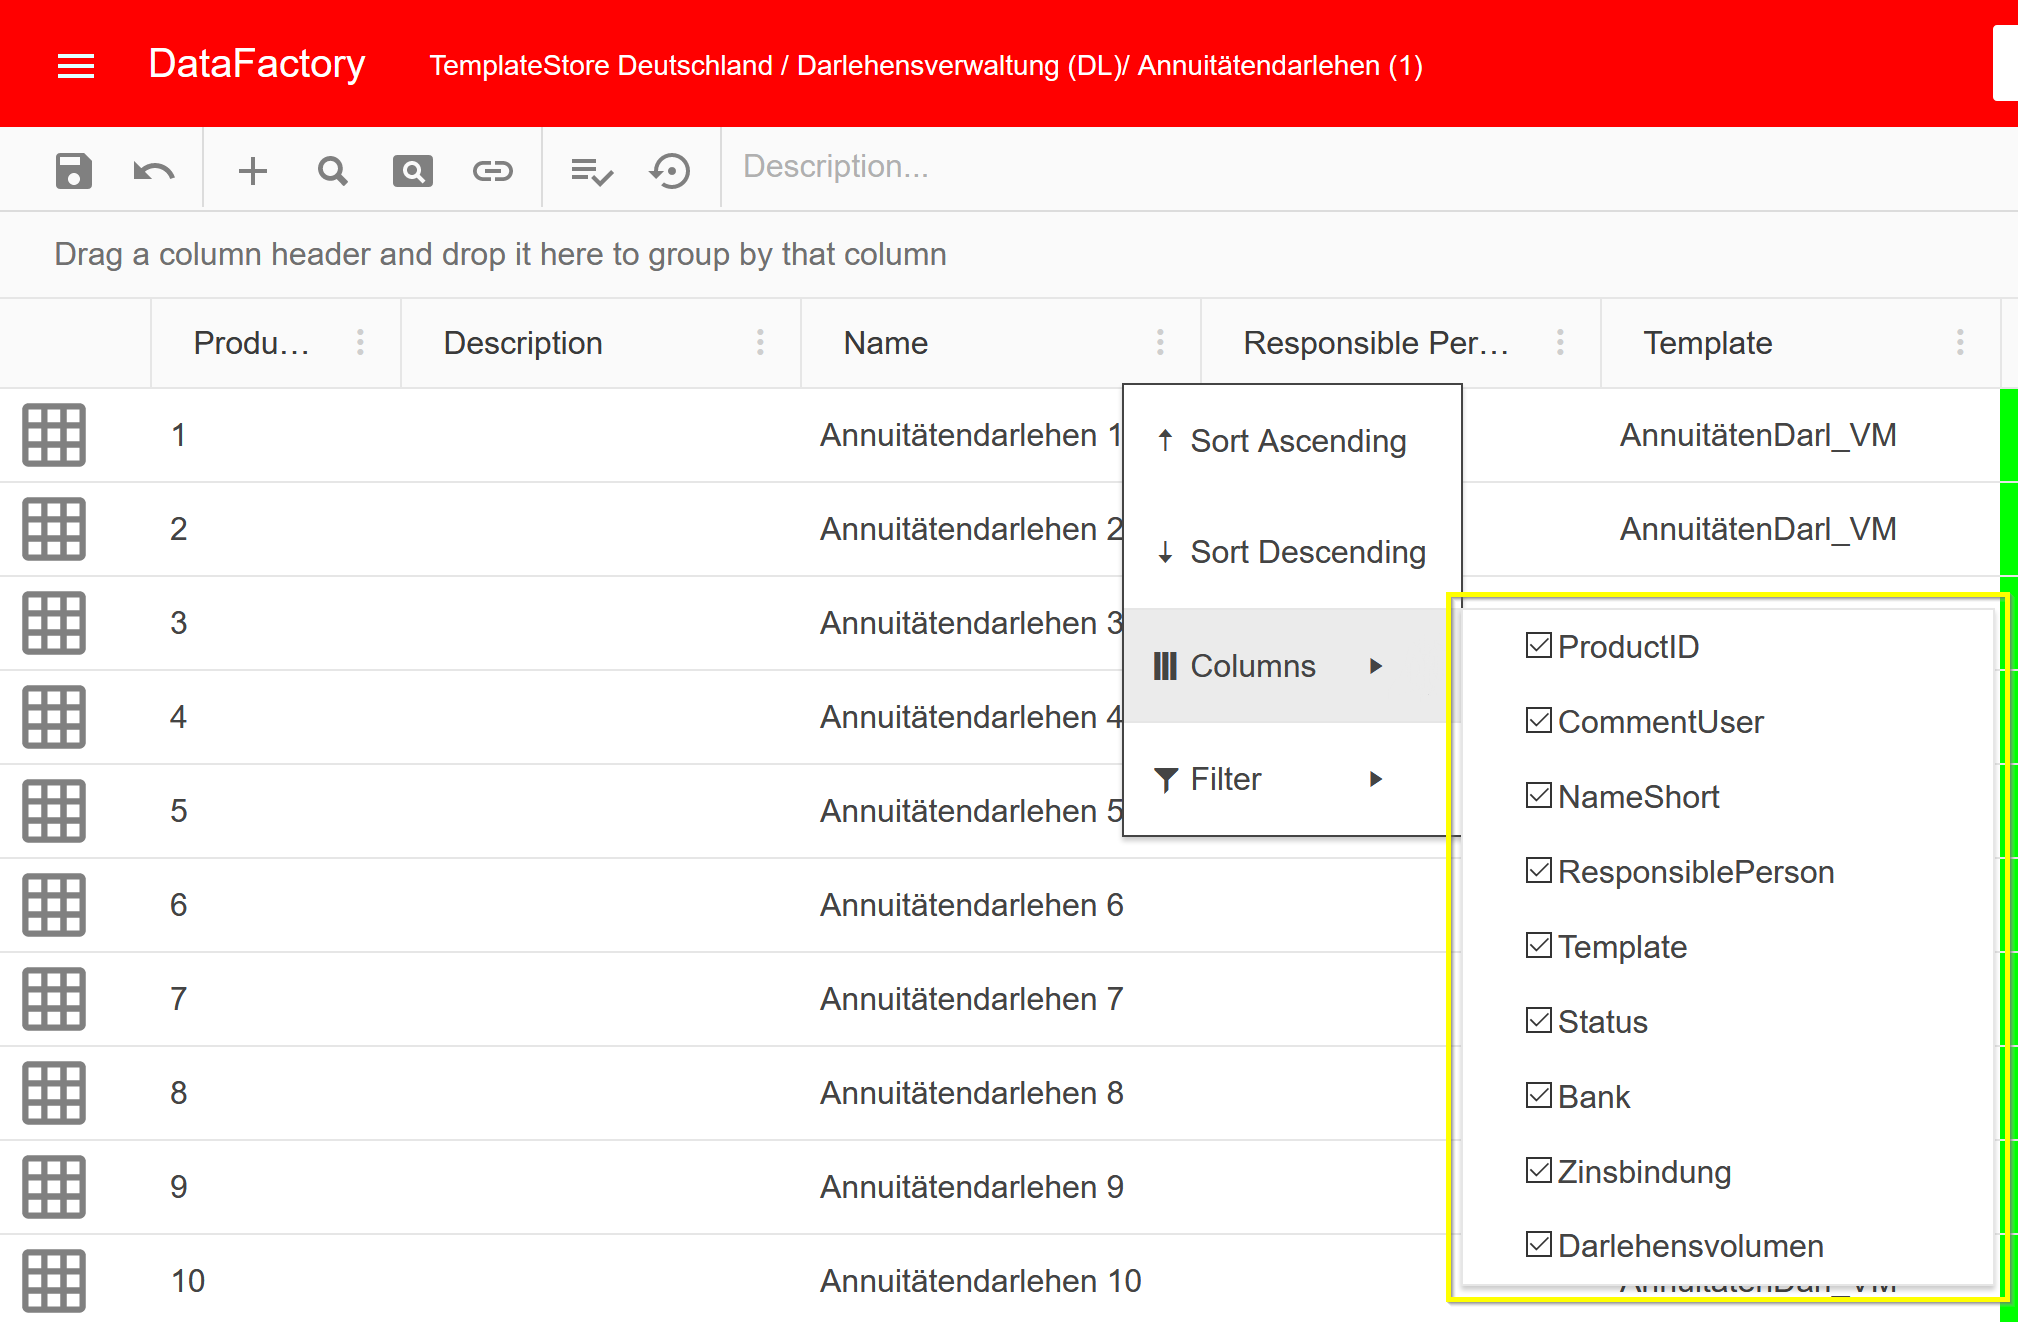 DataFactory
TemplateStore Deutschland / Darlehensverwaltung (DL)/ Annuitätendarlehen (1)
Description...
Drag a column header and drop it here to group by that column
Produ... Description Name Responsible Per... Template
1 Annuitätendarlehen 1 AnnuitätenDarl_VM
2 Annuitätendarlehen 2 AnnuitätenDarl_VM
3 Annuitätendarlehen 3
4 Annuitätendarlehen 4
5 Annuitätendarlehen 5
6 Annuitätendarlehen 6
7 Annuitätendarlehen 7
8 Annuitätendarlehen 8
9 Annuitätendarlehen 9
10 Annuitätendarlehen 10 AnnuitätenDarl_VM
Sort Ascending
Sort Descending
Columns
Filter
ProductID
CommentUser
NameShort
ResponsiblePerson
Template
Status
Bank
Zinsbindung
Darlehensvolumen